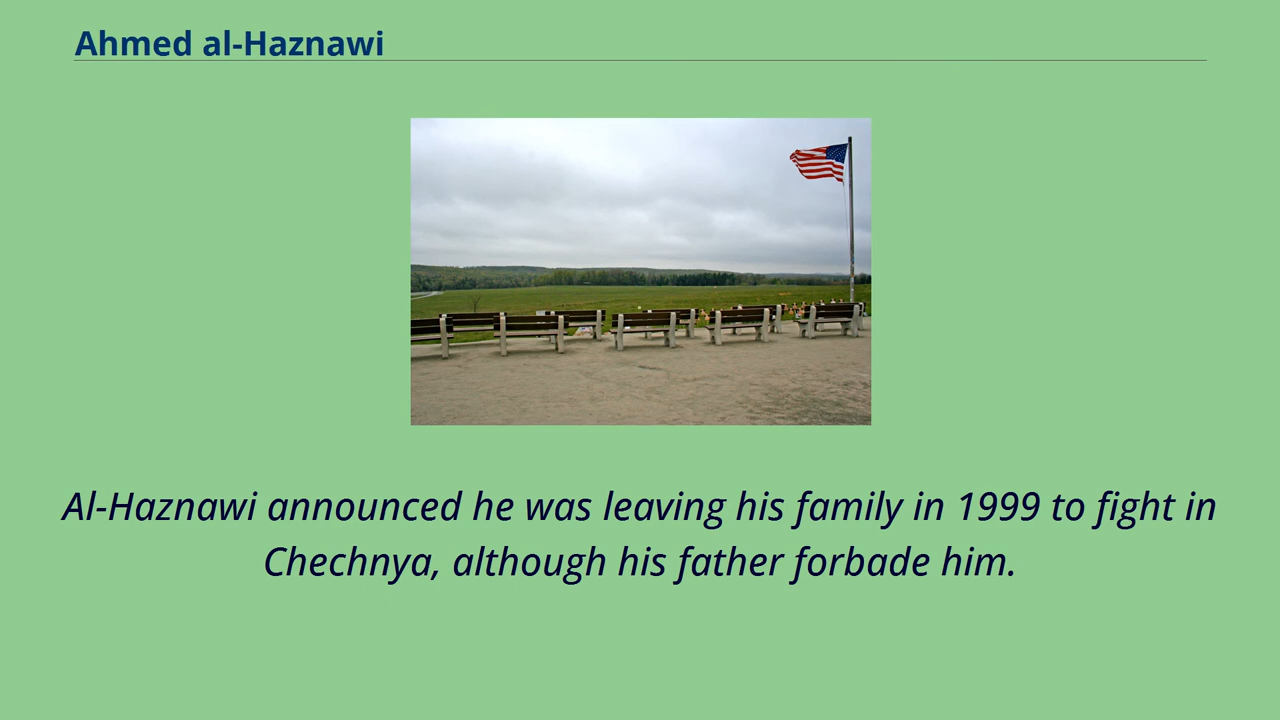 Ahmed al-Haznawi
Al-Haznawi announced he was leaving his family in 1999 to fight in
Chechnya, although his father forbade him.